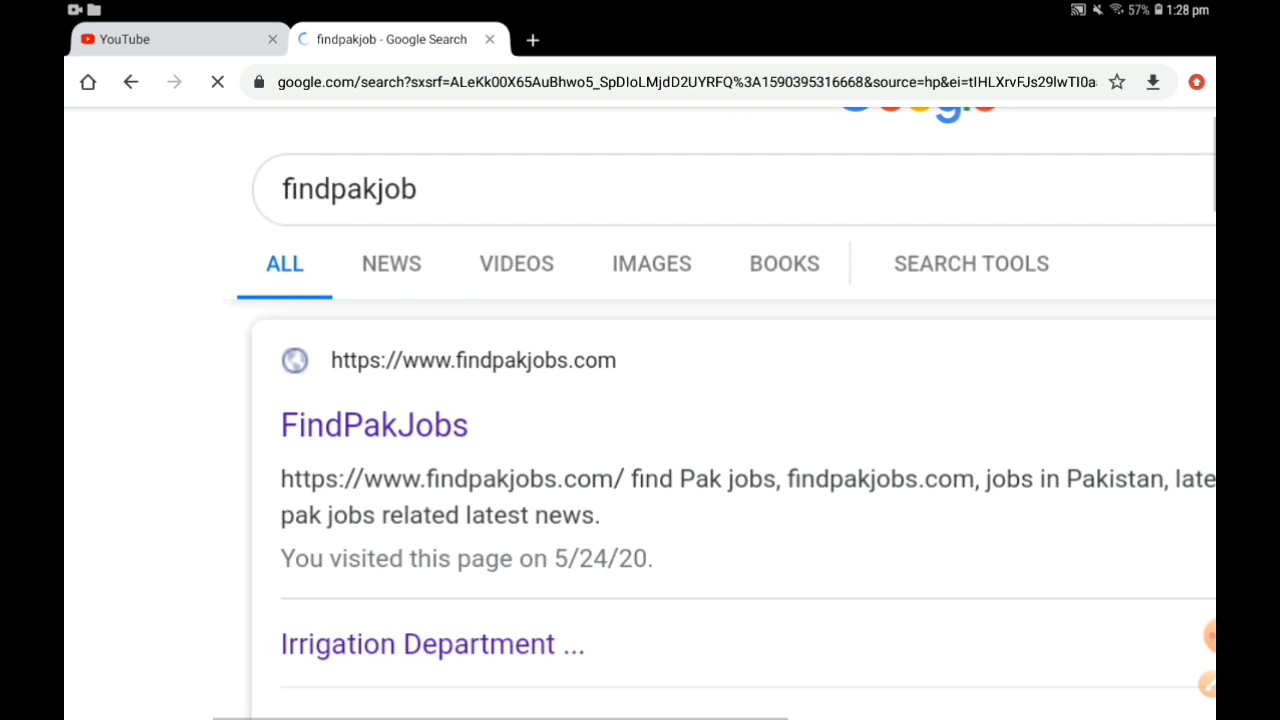 57% 1:28 pm
YouTube
findpakjob - Google Search
google.com/search?sxsrf=ALeKk00X65AuBhwo5_SpDIoLMjdD2UYRFQ%3A1590395316668&source=hp&ei=tIHLXrvFJs29lwTI0a
findpakjob
ALL NEWS VIDEOS IMAGES BOOKS SEARCH TOOLS
https://www.findpakjobs.com
FindPakJobs
https://www.findpakjobs.com/ find Pak jobs, findpakjobs.com, jobs in Pakistan, late
pak jobs related latest news.
You visited this page on 5/24/20.
Irrigation Department ...